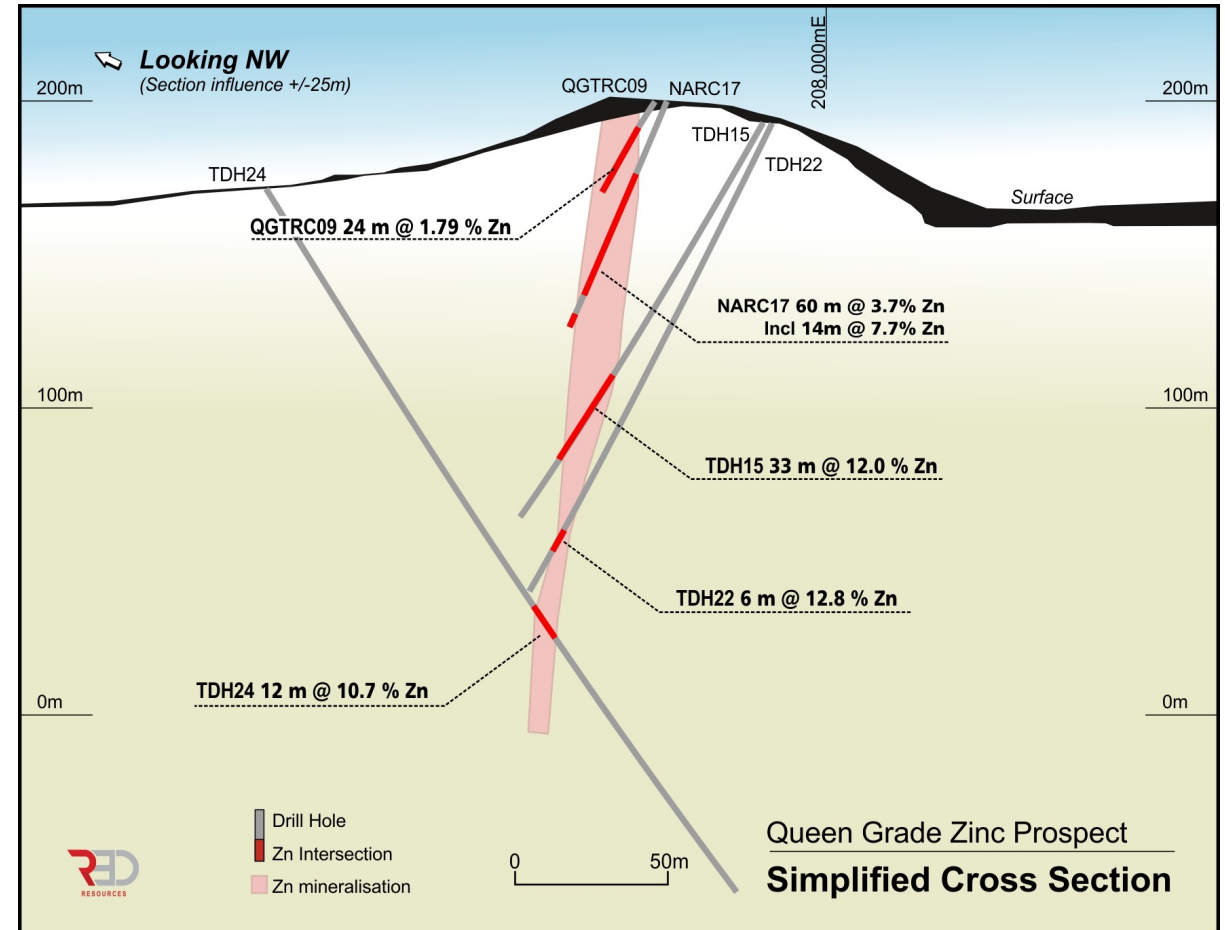 Looking NW
(Section influence +/-25m)
208,000mE
200m
200m
QGTRC09
NARC17
TDH15
TDH22
TDH24
Surface
QGTRC09 24 m @ 1.79 % Zn
NARC17 60 m @ 3.7% Zn
Incl 14m @ 7.7% Zn
100m
100m
TDH15 33 m @ 12.0 % Zn
TDH22 6 m @ 12.8 % Zn
TDH24 12 m @ 10.7 % Zn
0m
0m
Drill Hole
Zn Intersection
Zn mineralisation
0
50m
Queen Grade Zinc Prospect
Simplified Cross Section
RED
RESOURCES